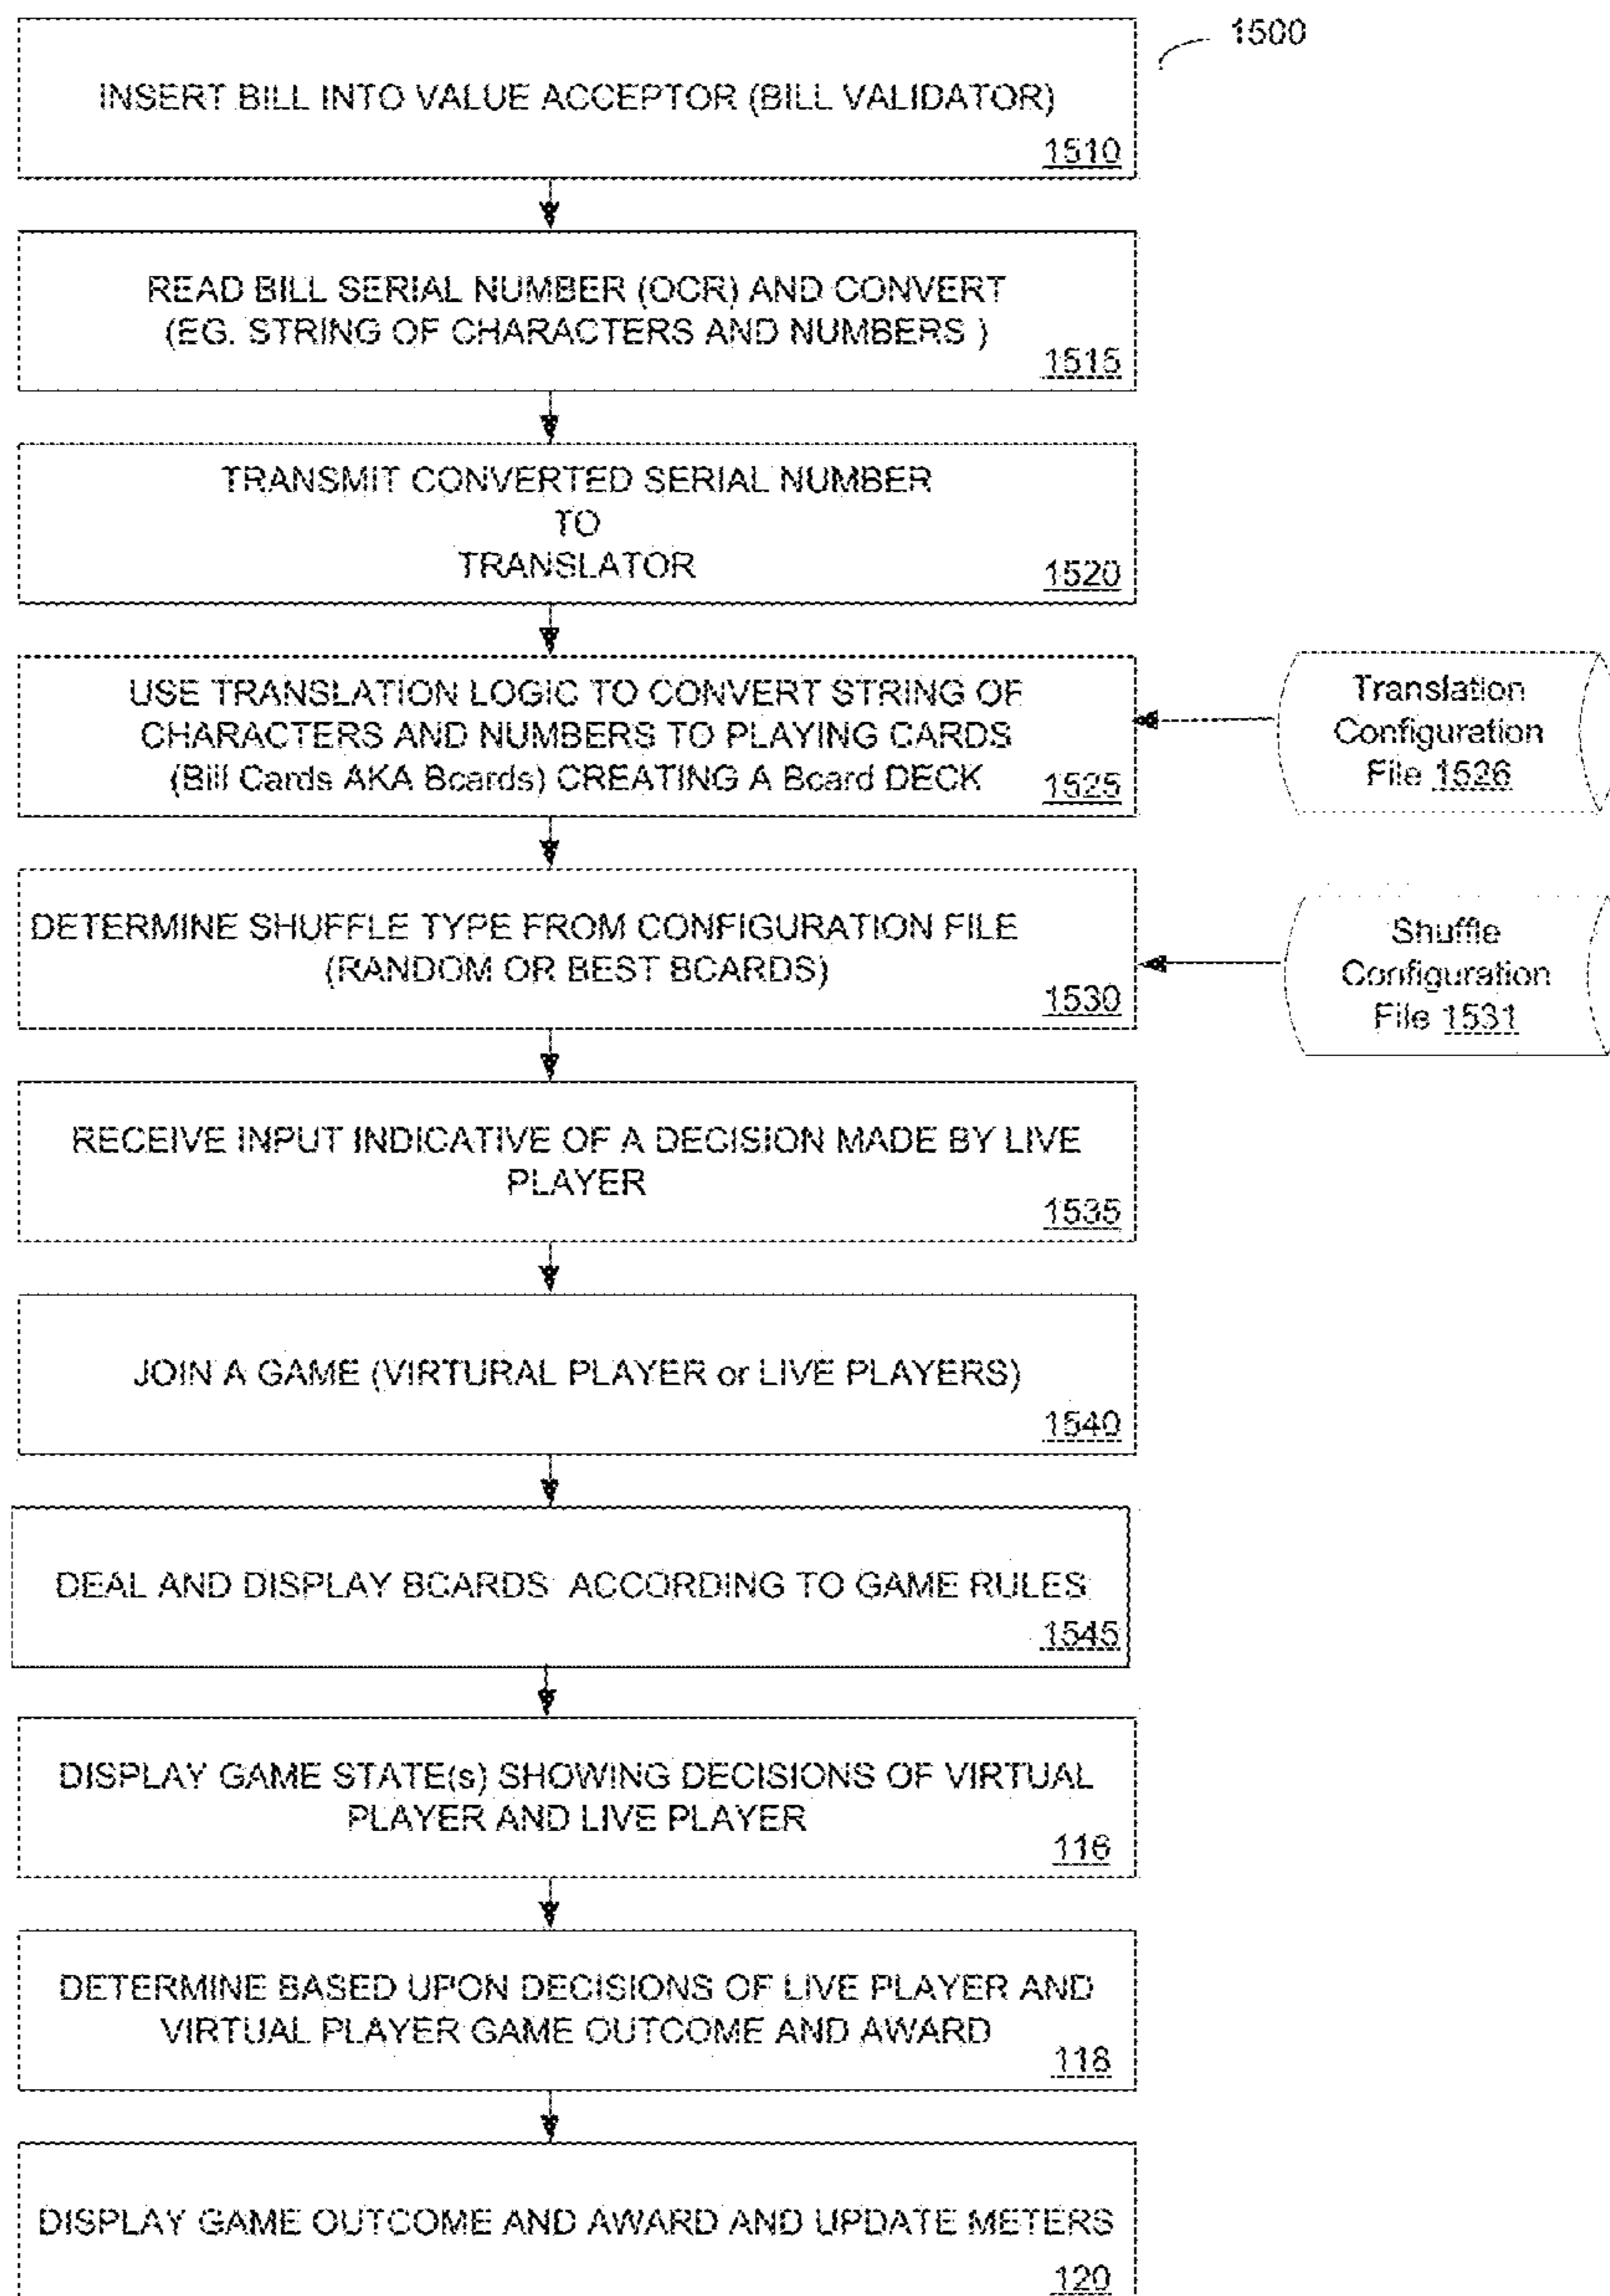 1500
INSERT BILL INTO VALUE ACCEPTOR (BILL VALIDATOR)
1510
READ BILL SERIAL NUMBER (OCR) AND CONVERT
(EG. STRING OF CHARACTERS AND NUMBERS )
1515
TRANSMIT CONVERTED SERIAL NUMBER
TO
TRANSLATOR
1520
USE TRANSLATION LOGIC TO CONVERT STRING OF
CHARACTERS AND NUMBERS TO PLAYING CARDS
(Bill Cards AKA Bcards) CREATING A Bcard DECK
1525
Translation
Configuration
File 1526
DETERMINE SHUFFLE TYPE FROM CONFIGURATION FILE
(RANDOM OR BEST BCARDS)
1530
Shuffle
Configuration
File 1531
RECEIVE INPUT INDICATIVE OF A DECISION MADE BY LIVE
PLAYER
1535
JOIN A GAME (VIRTURAL PLAYER or LIVE PLAYERS)
1540
DEAL AND DISPLAY BCARDS ACCORDING TO GAME RULES
1545
DISPLAY GAME STATE(s) SHOWING DECISIONS OF VIRTUAL
PLAYER AND LIVE PLAYER
116
DETERMINE BASED UPON DECISIONS OF LIVE PLAYER AND
VIRTUAL PLAYER GAME OUTCOME AND AWARD
118
DISPLAY GAME OUTCOME AND AWARD AND UPDATE METERS
120